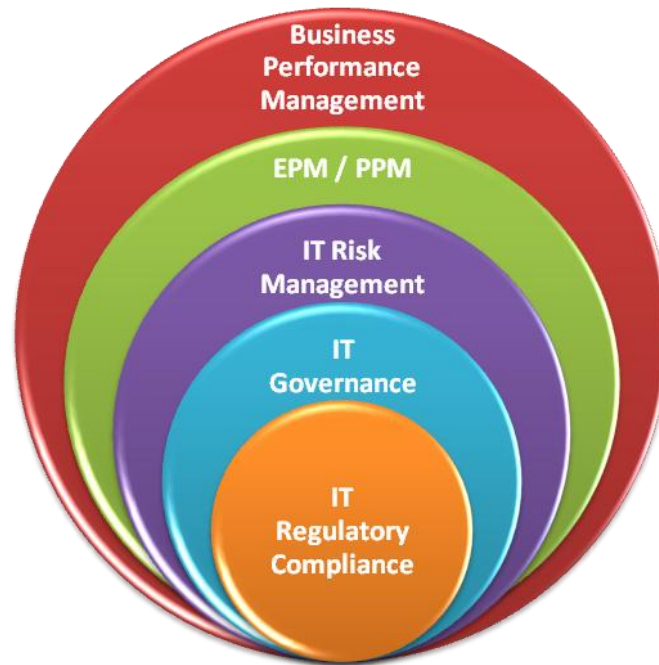 Business
Performance
Management
EPM / PPM
IT Risk
Management
IT
Governance
IT
Regulatory
Compliance